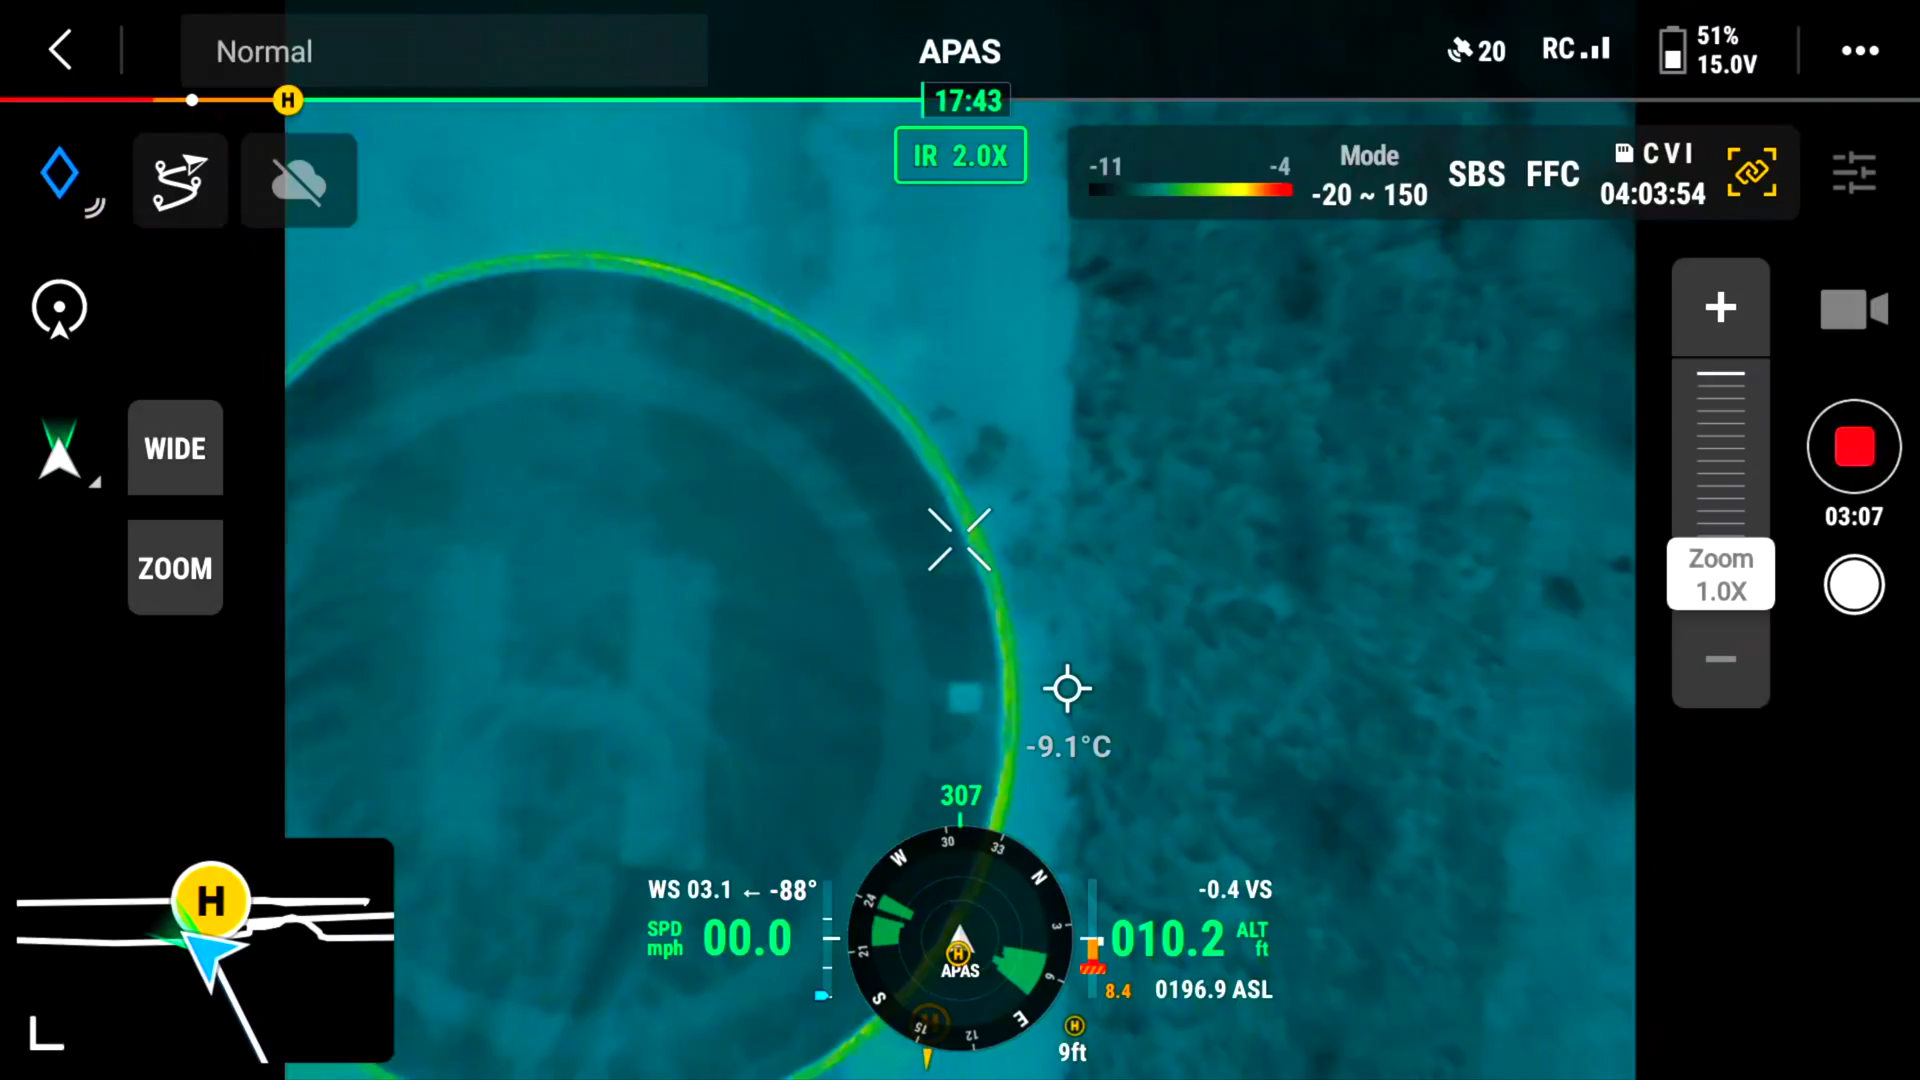 Normal
APAS
20
RC
51%
15.0V
H
17:43
IR 2.0X
-11
-4
Mode
-20 ~ 150
SBS
FFC
CVI
04:03:54
WIDE
ZOOM
+
Zoom
1.0X
03:07
-9.1°C
307
30
33
W
N
24
3
21
6
S
E
15
12
H
APAS
H
WS 03.1 ← -88°
SPD
mph
00.0
-0.4 VS
010.2
ALT
ft
8.4
0196.9 ASL
H
9ft
H
H